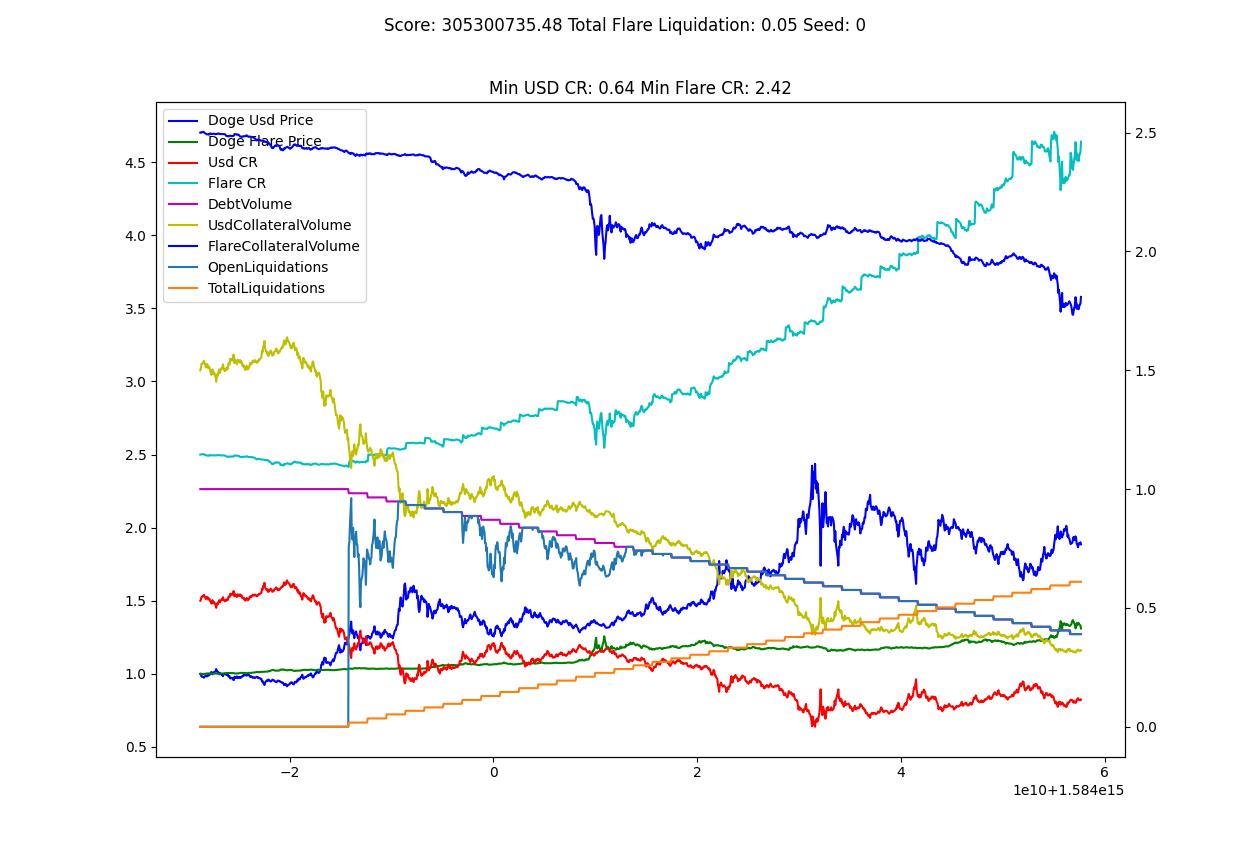 Score: 305300735.48 Total Flare Liquidation: 0.05 Seed: 0
Min USD CR: 0.64 Min Flare CR: 2.42
Doge Usd Price
Doge Flare Price
Usd CR
Flare CR
DebtVolume
UsdCollateralVolume
FlareCollateralVolume
OpenLiquidations
TotalLiquidations
4.5
4.0
3.5
3.0
2.5
2.0
1.5
1.0
0.5
2.5
2.0
1.5
1.0
0.5
0.0
−2 0 2 4 6
1e10+1.584e15